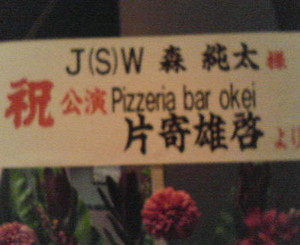 J(S)W 森 純太 様
祝 公演 Pizzeria bar okei
片寄雄啓 より